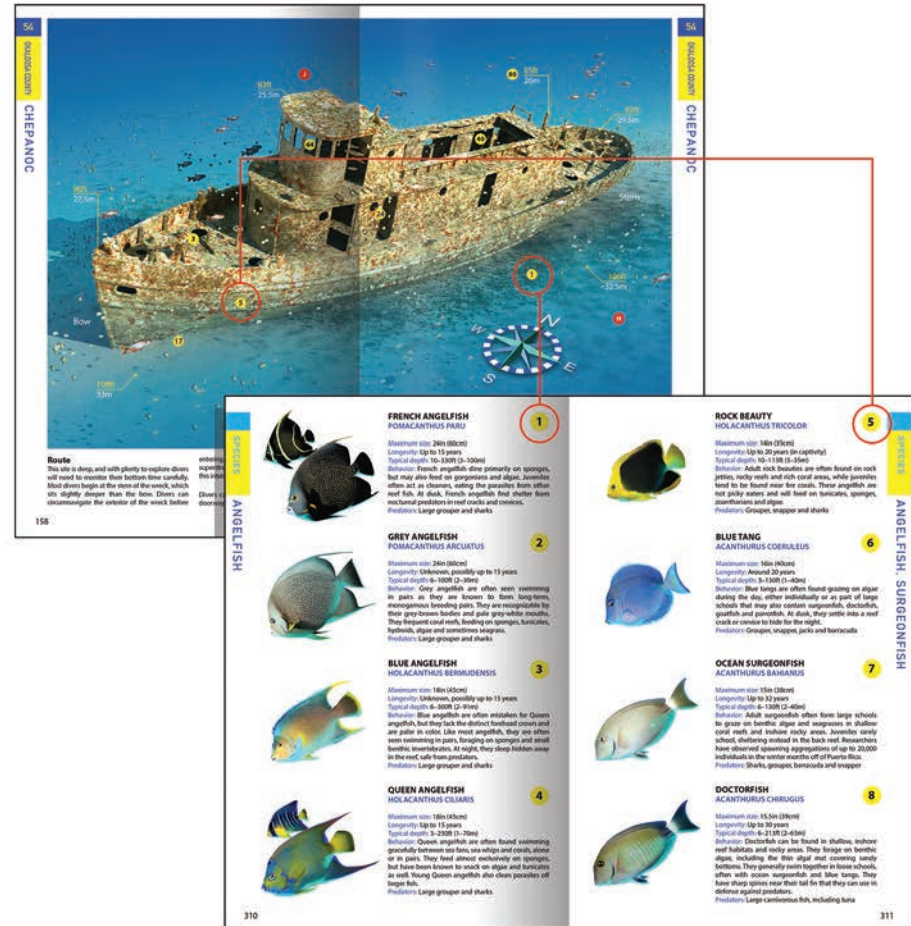 54
OKALOOSA COUNTY
CHEPANOC
54
OKALOOSA COUNTY
CHEPANOC
J
83ft
25.5m
80
85ft
26m
29.5m
44
46
Stern
3
1
5
H
Bow
17
108ft
33m
106ft
32.5m
N
W
E
S
Route
This site is deep, and with plenty to explore divers
will need to monitor their bottom time carefully.
Most divers begin at the stern of the wreck, which
sits slightly deeper than the bow. Divers can
circumnavigate the exterior of the wreck before
entering
158
SPECIES
ANGELFISH
FRENCH ANGELFISH
1
POMACANTHUS PARU
Maximum size: 24in (60cm)
Longevity: Up to 15 years
Typical depth: 10–330ft (3–100m)
Behavior: French angelfish dine primarily on sponges,
but may also feed on gorgonians and algae. Juveniles
often act as cleaners, eating the parasites from other
reef fish. At dusk, French angelfish find shelter from
nocturnal predators in reef cracks and crevices.
Predators: Large grouper and sharks
GREY ANGELFISH
2
POMACANTHUS ARCUATUS
Maximum size: 24in (60cm)
Longevity: Unknown, possibly up to 15 years
Typical depth: 6–100ft (2–30m)
Behavior: Grey angelfish are often seen swimming
in pairs as they are known to form long-term,
monogamous breeding pairs. They are recognizable by
their grey-brown bodies and pale grey-white mouths.
They frequent coral reefs, feeding on sponges, tunicates,
hydroids, algae and sometimes seagrass.
Predators: Large grouper and sharks
BLUE ANGELFISH
3
HOLACANTHUS BERMUDENSIS
Maximum size: 18in (45cm)
Longevity: Unknown, possibly up to 15 years
Typical depth: 6–300ft (2–91m)
Behavior: Blue angelfish are often mistaken for Queen
angelfish, but they lack the distinct forehead crown and
are paler in color. Like most angelfish, they are often
seen swimming in pairs, foraging on sponges and small
benthic invertebrates. At night, they sleep hidden away
in the reef, safe from predators.
Predators: Large grouper and sharks
QUEEN ANGELFISH
4
HOLACANTHUS CILIARIS
Maximum size: 18in (45cm)
Longevity: Up to 15 years
Typical depth: 3–230ft (1–70m)
Behavior: Queen angelfish are often found swimming
gracefully between sea fans, sea whips and corals, alone
or in pairs. They feed almost exclusively on sponges,
but have been known to snack on algae and tunicates
as well. Young Queen angelfish also clean parasites off
larger fish.
Predators: Large grouper and sharks
310
SPECIES
ANGELFISH, SURGEONFISH
ROCK BEAUTY
5
HOLACANTHUS TRICOLOR
Maximum size: 14in (35cm)
Longevity: Up to 20 years (in captivity)
Typical depth: 10–115ft (3–35m)
Behavior: Adult rock beauties are often found on rock
jetties, rocky reefs and rich coral areas, while juveniles
tend to be found near fire corals. These angelfish are
not picky eaters and will feed on tunicates, sponges,
zoantharians and algae.
Predators: Grouper, snapper and sharks
BLUE TANG
6
ACANTHURUS COERULEUS
Maximum size: 16in (40cm)
Longevity: Around 20 years
Typical depth: 3–130ft (1–40m)
Behavior: Blue tangs are often found grazing on algae
during the day, either individually or as part of large
schools that may also contain surgeonfish, doctorfish,
goatfish and parrotfish. At dusk, they settle into a reef
crack or crevice to hide for the night.
Predators: Grouper, snapper, jacks and barracuda
OCEAN SURGEONFISH
7
ACANTHURUS BAHIANUS
Maximum size: 15in (38cm)
Longevity: Up to 32 years
Typical depth: 6–130ft (2–40m)
Behavior: Adult surgeonfish often form large schools
to graze on benthic algae and seagrasses in shallow
coral reefs and inshore rocky areas. Juveniles rarely
school, sheltering instead in the back reef. Researchers
have observed spawning aggregations of up to 20,000
individuals in the winter months off of Puerto Rico.
Predators: Sharks, grouper, barracuda and snapper
DOCTORFISH
8
ACANTHURUS CHIRUGUS
Maximum size: 15.5in (39cm)
Longevity: Up to 30 years
Typical depth: 6–213ft (2–65m)
Behavior: Doctorfish can be found in shallow, inshore
reef habitats and rocky areas. They forage on benthic
algae, including the thin algal mat covering sandy
bottoms. They generally swim together in loose schools,
often with ocean surgeonfish and blue tangs. They
have sharp spines near their tail fin that they can use in
defense against predators.
Predators: Large carnivorous fish, including tuna
311